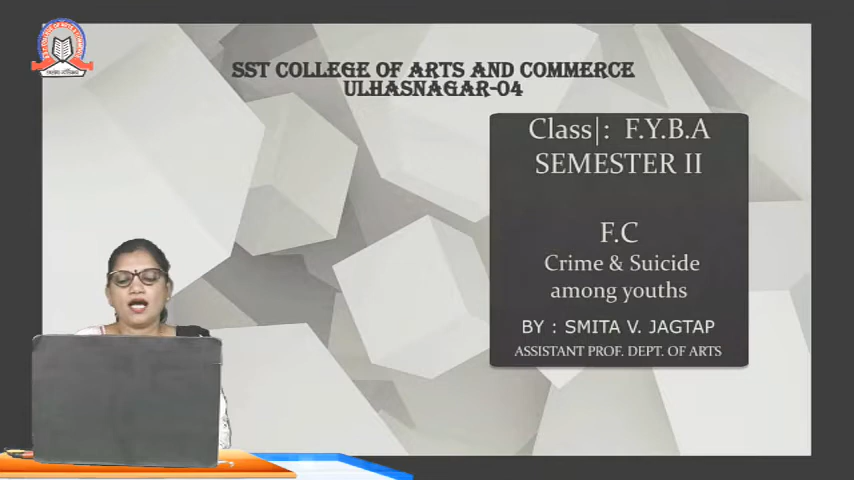 SST COLLEGE OF ARTS AND COMMERCE
ULHASNAGAR-04
Class|: F.Y.B.A
SEMESTER II
F.C
Crime & Suicide
among youths
BY : SMITA V. JAGTAP
ASSISTANT PROF. DEPT. OF ARTS